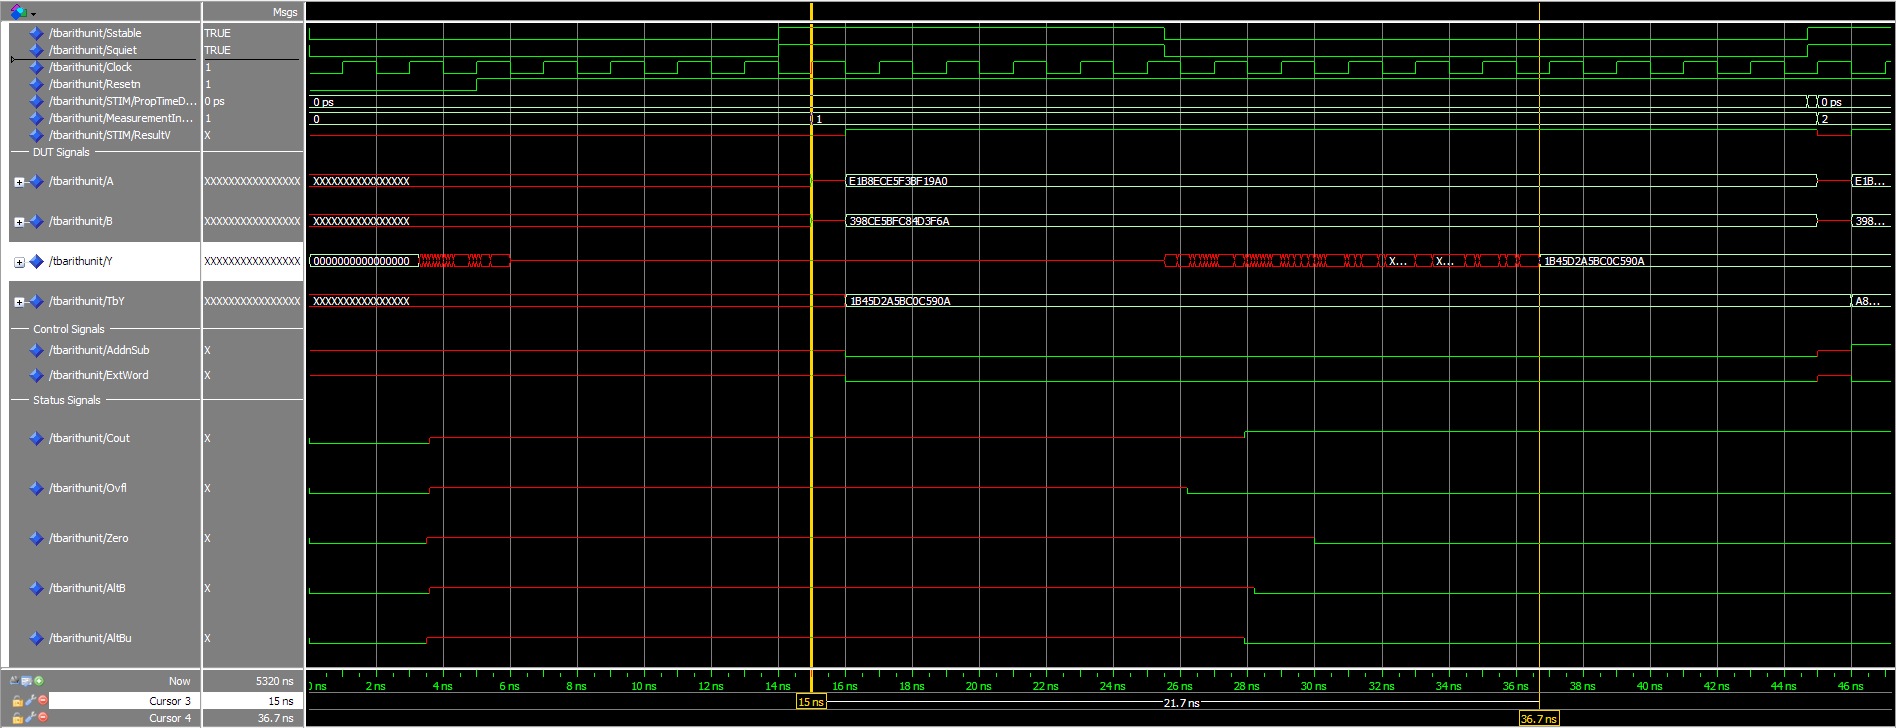 Msgs
/tbarithunit/Sstable TRUE
/tbarithunit/Squiet TRUE
/tbarithunit/Clock 1
/tbarithunit/Resetn 1
/tbarithunit/STIM/PropTimeD... 0 ps 0 ps 0 ps
/tbarithunit/MeasurementIn... 1 0 1 2
/tbarithunit/STIM/ResultV X
DUT Signals
/tbarithunit/A XXXXXXXXXXXXXXXX XXXXXXXXXXXXXXXX E1B8ECE5F3BF19A0 E1B...
/tbarithunit/B XXXXXXXXXXXXXXXX XXXXXXXXXXXXXXXX 398CE5BFC84D3F6A 398...
/tbarithunit/Y XXXXXXXXXXXXXXXX 0000000000000000 X... X... 1B45D2A5BC0C590A
/tbarithunit/TbY XXXXXXXXXXXXXXXX XXXXXXXXXXXXXXXX 1B45D2A5BC0C590A A8...
Control Signals
/tbarithunit/AddnSub X
/tbarithunit/ExtWord X
Status Signals
/tbarithunit/Cout X
/tbarithunit/Ovfl X
/tbarithunit/Zero X
/tbarithunit/AltB X
/tbarithunit/AltBu X
Now 5320 ns ns 2 ns 4 ns 6 ns 8 ns 10 ns 12 ns 14 ns 16 ns 18 ns 20 ns 22 ns 24 ns 26 ns 28 ns 30 ns 32 ns 34 ns 36 ns 38 ns 40 ns 42 ns 44 ns 46 ns
Cursor 3 15 ns 15 ns 21.7 ns
Cursor 4 36.7 ns 36.7 ns